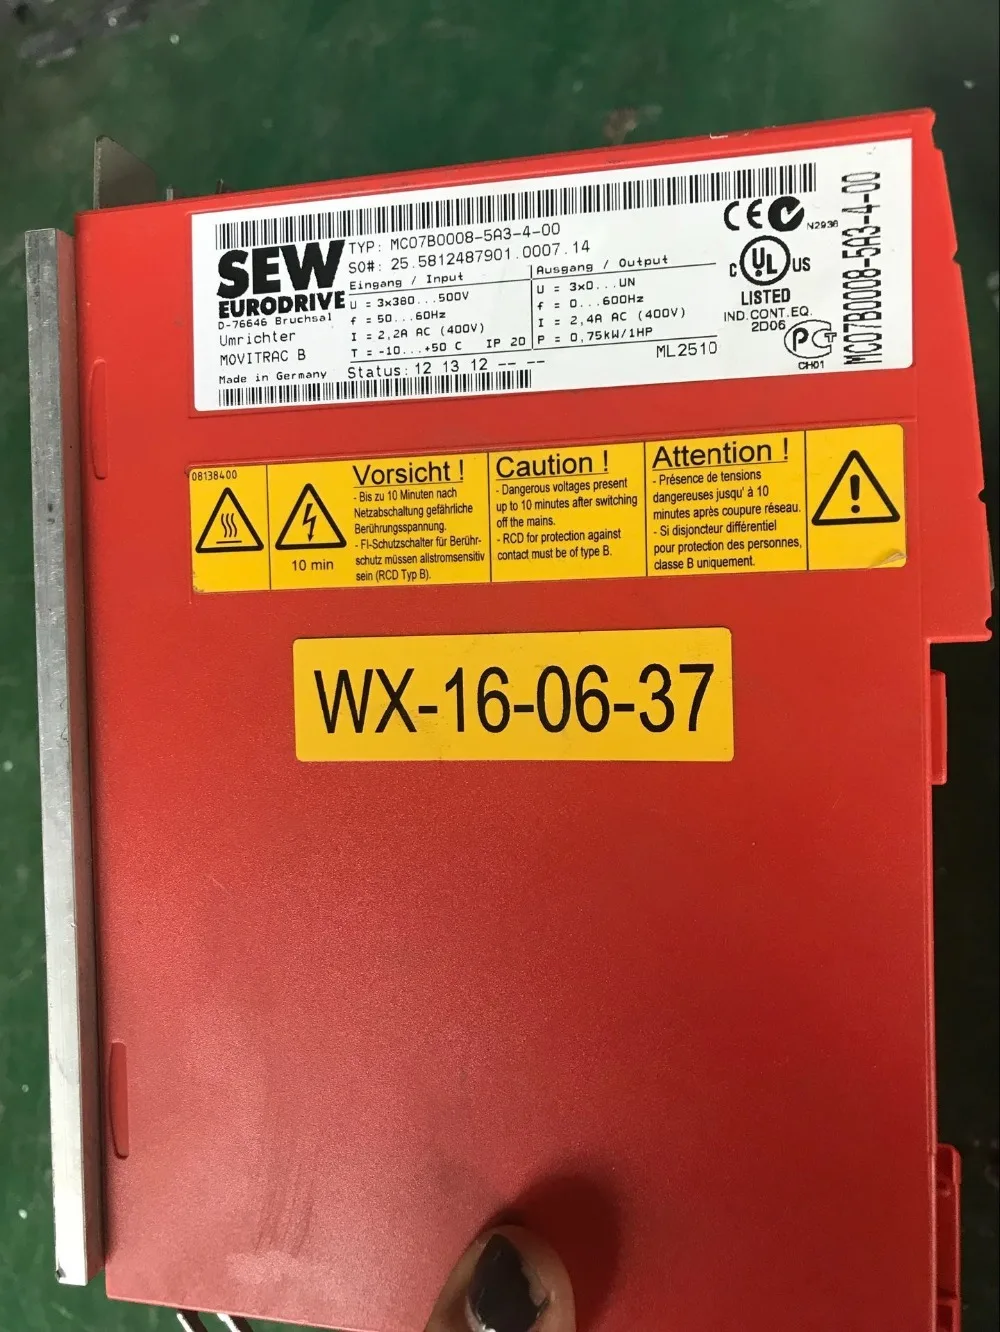 SEW
EURODRIVE
D-76646 Bruchsal
Umrichter
MOVITRAC B
Made in Germany
TYP: MC07B0008-5A3-4-00
SO#: 25.5812487901.0007.14
Eingang / Input
U = 3x380...500V
f = 50...60Hz
I = 2,2A AC (400V)
T = -10...+50 C IP 20
Status: 12 13 12 -- -- --
Ausgang / Output
U = 3x0...UN
f = 0...600Hz
I = 2,4A AC (400V)
P = 0,75kW/1HP
ML2510
CE
N2936
C UL US
LISTED
IND.CONT.EQ.
2D06
CH01
MC07B0008-5A3-4-00
08138400
10 min
Vorsicht !
- Bis zu 10 Minuten nach
Netzabschaltung gefährliche
Berührungsspannung.
- FI-Schutzschalter für Berühr-
schutz müssen allstromsensitiv
sein (RCD Typ B).
Caution !
- Dangerous voltages present
up to 10 minutes after switching
off the mains.
- RCD for protection against
contact must be of type B.
Attention !
- Présence de tensions
dangereuses jusqu' à 10
minutes après coupure réseau.
- Si disjoncteur différentiel
pour protection des personnes,
classe B uniquement.
WX-16-06-37